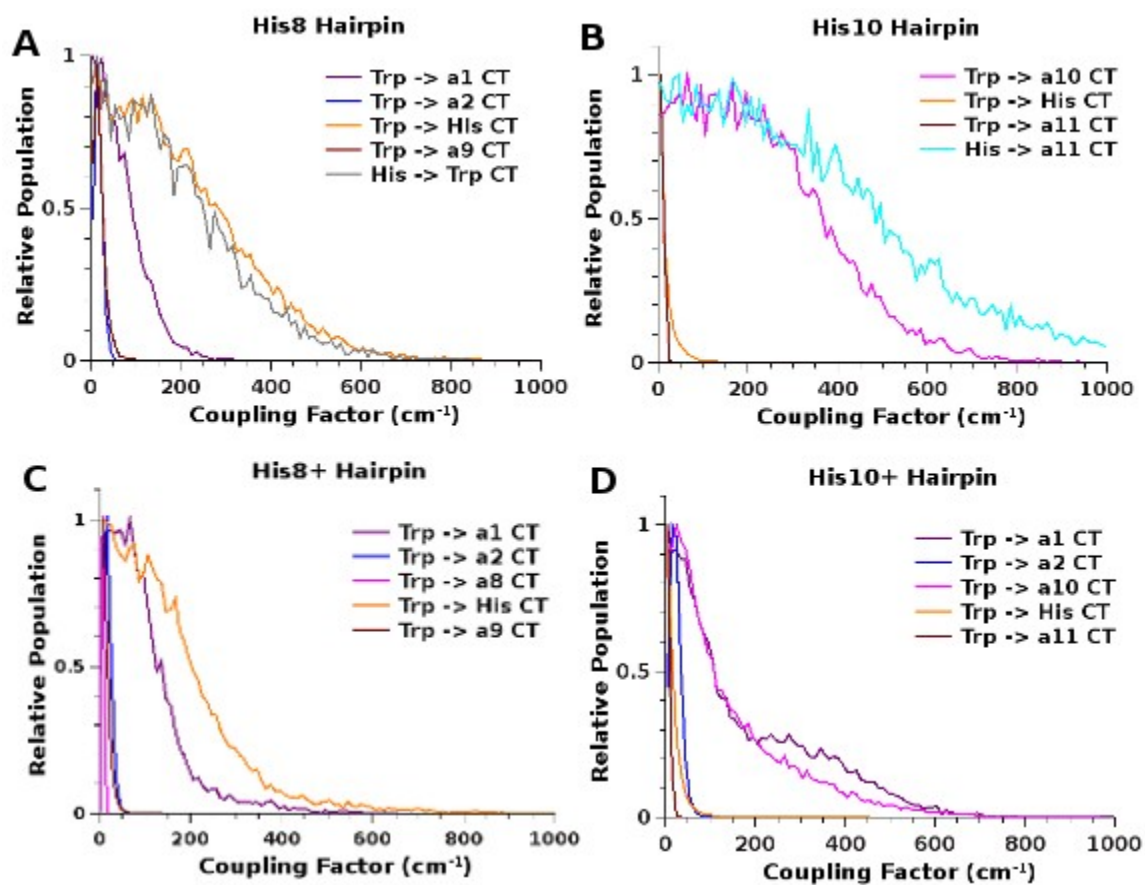 A
His8 Hairpin
1
0.5
0
Relative Population
Trp -> a1 CT
Trp -> a2 CT
Trp -> His CT
Trp -> a9 CT
His -> Trp CT
0 200 400 600 800 1000
Coupling Factor (cm⁻¹)
B
His10 Hairpin
1
0.5
0
Relative Population
Trp -> a10 CT
Trp -> His CT
Trp -> a11 CT
His -> a11 CT
0 200 400 600 800 1000
Coupling Factor (cm⁻¹)
C
His8+ Hairpin
1
0.5
0
Relative Population
Trp -> a1 CT
Trp -> a2 CT
Trp -> a8 CT
Trp -> His CT
Trp -> a9 CT
0 200 400 600 800 1000
Coupling Factor (cm⁻¹)
D
His10+ Hairpin
1
0.5
0
Relative Population
Trp -> a1 CT
Trp -> a2 CT
Trp -> a10 CT
Trp -> His CT
Trp -> a11 CT
0 200 400 600 800 1000
Coupling Factor (cm⁻¹)